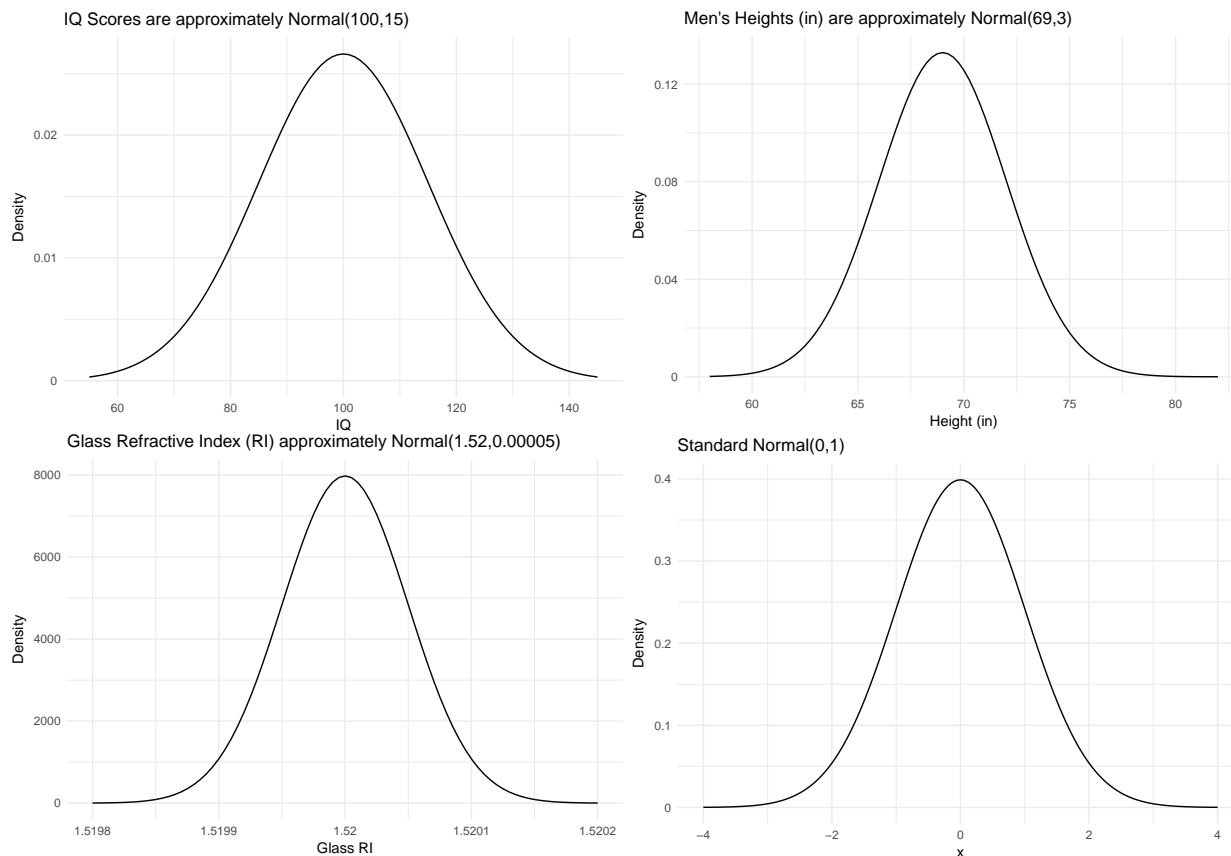 IQ Scores are approximately Normal(100,15)
0.02
0.01
0
Density
60 80 100 120 140
IQ
Men's Heights (in) are approximately Normal(69,3)
0.12
0.08
0.04
0
Density
60 65 70 75 80
Height (in)
Glass Refractive Index (RI) approximately Normal(1.52,0.00005)
8000
6000
4000
2000
0
Density
1.5198 1.5199 1.52 1.5201 1.5202
Glass RI
Standard Normal(0,1)
0.4
0.3
0.2
0.1
0
Density
−4 −2 0 2 4
x